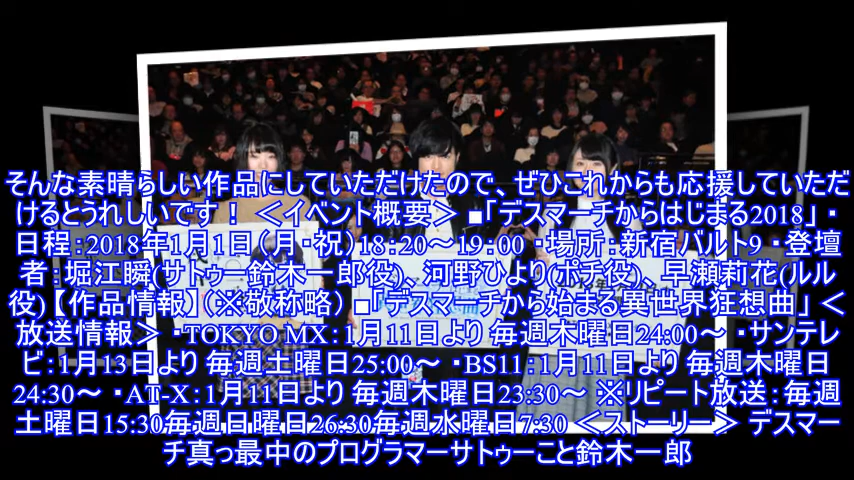 そんな素晴らしい作品にしていただけたので、ぜひこれからも応援していただ
けるとうれしいです！ ＜イベント概要＞ ■「デスマーチからはじまる2018」 ・
日程：2018年1月1日（月・祝）18：20～19：00 ・場所：新宿バルト9 ・登壇
者：堀江瞬(サトゥー鈴木一郎役)、河野ひより(ポチ役)、早瀬莉花(ルル
役) 【作品情報】（※敬称略） ■「デスマーチから始まる異世界狂想曲」 ＜
放送情報＞ ・TOKYO MX：1月11日より 毎週木曜日24:00～ ・サンテレ
ビ：1月13日より 毎週土曜日25:00～ ・BS11：1月11日より 毎週木曜日
24:30～ ・AT-X：1月11日より 毎週木曜日23:30～ ※リピート放送：毎週
土曜日15:30毎週日曜日26:30毎週水曜日7:30 ＜ストーリー＞ デスマー
チ真っ最中のプログラマーサトゥーこと鈴木一郎